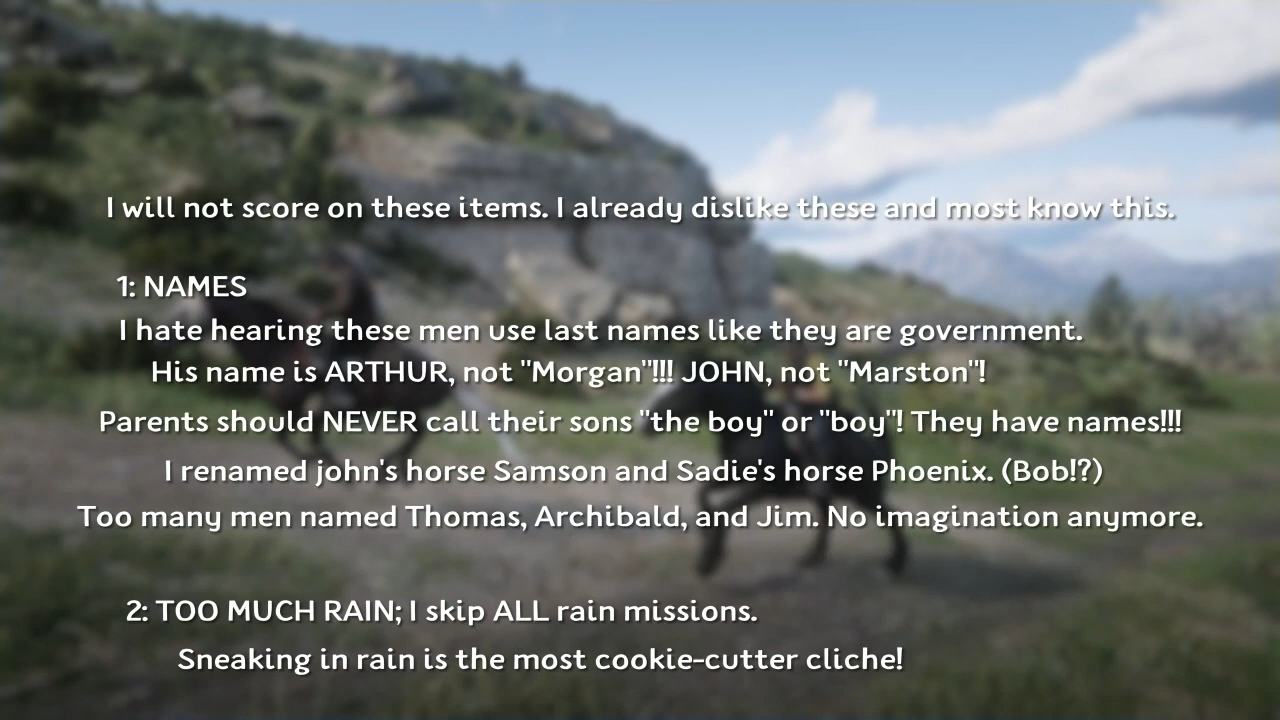 I will not score on these items. I already dislike these and most know this.
1: NAMES
I hate hearing these men use last names like they are government.
His name is ARTHUR, not "Morgan"!!! JOHN, not "Marston"!
Parents should NEVER call their sons "the boy" or "boy"! They have names!!!
I renamed john's horse Samson and Sadie's horse Phoenix. (Bob!?)
Too many men named Thomas, Archibald, and Jim. No imagination anymore.
2: TOO MUCH RAIN; I skip ALL rain missions.
Sneaking in rain is the most cookie-cutter cliche!